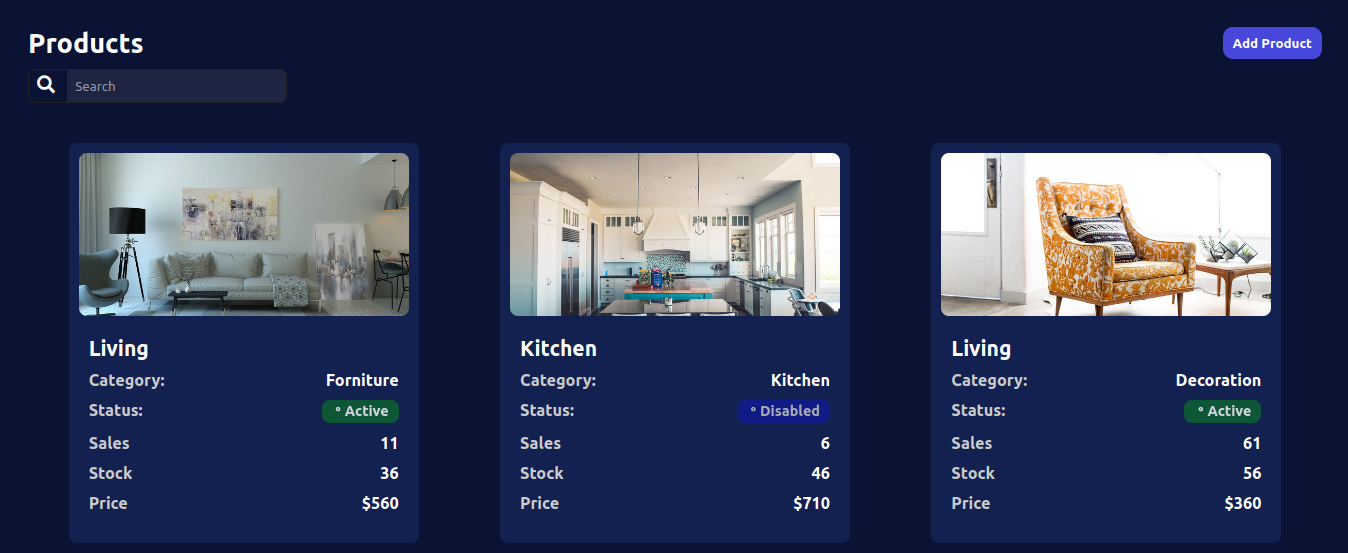 Products
Add Product
Search
Living
Category: Forniture
Status: ° Active
Sales 11
Stock 36
Price $560
Kitchen
Category: Kitchen
Status: ° Disabled
Sales 6
Stock 46
Price $710
Living
Category: Decoration
Status: ° Active
Sales 61
Stock 56
Price $360